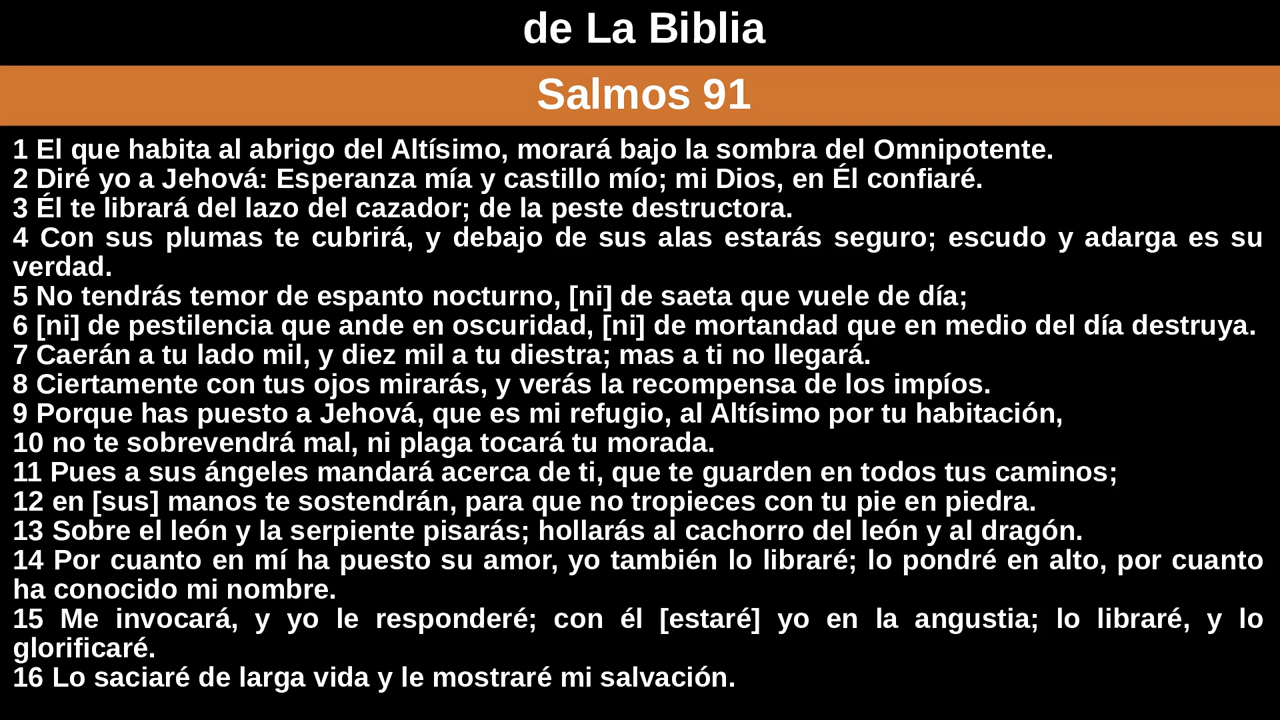 de La Biblia
Salmos 91
1 El que habita al abrigo del Altísimo, morará bajo la sombra del Omnipotente.
2 Diré yo a Jehová: Esperanza mía y castillo mío; mi Dios, en Él confiaré.
3 Él te librará del lazo del cazador; de la peste destructora.
4 Con sus plumas te cubrirá, y debajo de sus alas estarás seguro; escudo y adarga es su
verdad.
5 No tendrás temor de espanto nocturno, [ni] de saeta que vuele de día;
6 [ni] de pestilencia que ande en oscuridad, [ni] de mortandad que en medio del día destruya.
7 Caerán a tu lado mil, y diez mil a tu diestra; mas a ti no llegará.
8 Ciertamente con tus ojos mirarás, y verás la recompensa de los impíos.
9 Porque has puesto a Jehová, que es mi refugio, al Altísimo por tu habitación,
10 no te sobrevendrá mal, ni plaga tocará tu morada.
11 Pues a sus ángeles mandará acerca de ti, que te guarden en todos tus caminos;
12 en [sus] manos te sostendrán, para que no tropieces con tu pie en piedra.
13 Sobre el león y la serpiente pisarás; hollarás al cachorro del león y al dragón.
14 Por cuanto en mí ha puesto su amor, yo también lo libraré; lo pondré en alto, por cuanto
ha conocido mi nombre.
15 Me invocará, y yo le responderé; con él [estaré] yo en la angustia; lo libraré, y lo
glorificaré.
16 Lo saciaré de larga vida y le mostraré mi salvación.